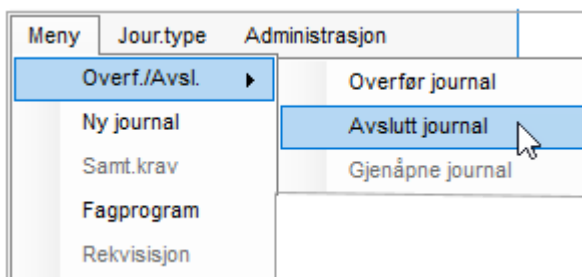 Meny Jour.type Administrasjon
Overf./Avsl. Overfør journal
Ny journal Avslutt journal
Samt.krav Gjenåpne journal
Fagprogram
Rekvisisjon